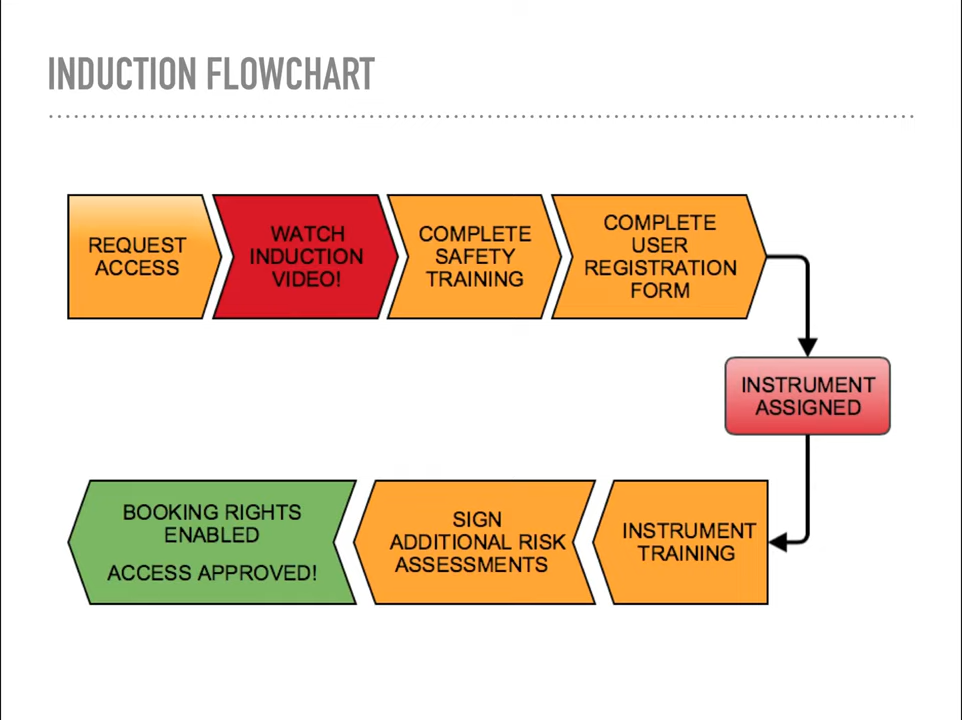 INDUCTION FLOWCHART
REQUEST
ACCESS
WATCH
INDUCTION
VIDEO!
COMPLETE
SAFETY
TRAINING
COMPLETE
USER
REGISTRATION
FORM
INSTRUMENT
ASSIGNED
INSTRUMENT
TRAINING
SIGN
ADDITIONAL RISK
ASSESSMENTS
BOOKING RIGHTS
ENABLED
ACCESS APPROVED!